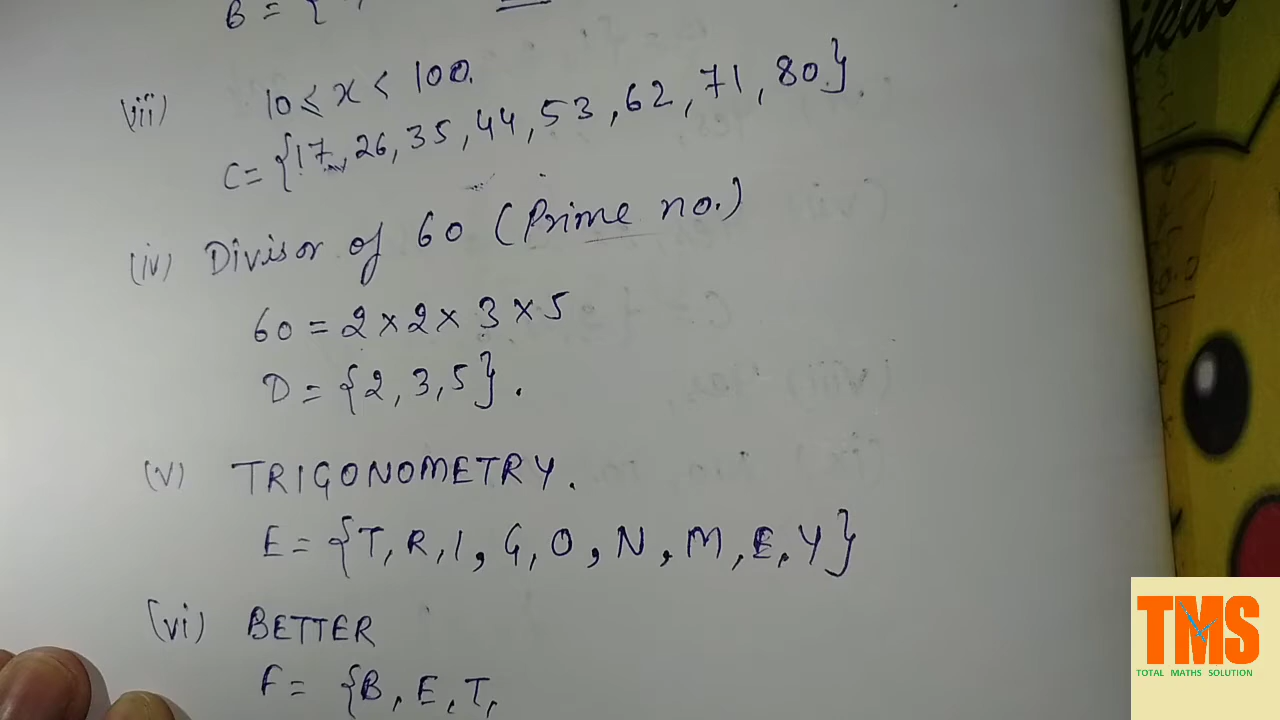 B = {
(iii) 10 ≤ x < 100.
C = {17, 26, 35, 44, 53, 62, 71, 80}.
(iv) Divisor of 60 (Prime no.)
60 = 2 × 2 × 3 × 5
D = {2, 3, 5}.
(v) TRIGONOMETRY.
E = {T, R, I, G, O, N, M, E, Y}
(vi) BETTER
F = {B, E, T,
TMS
TOTAL MATHS SOLUTION